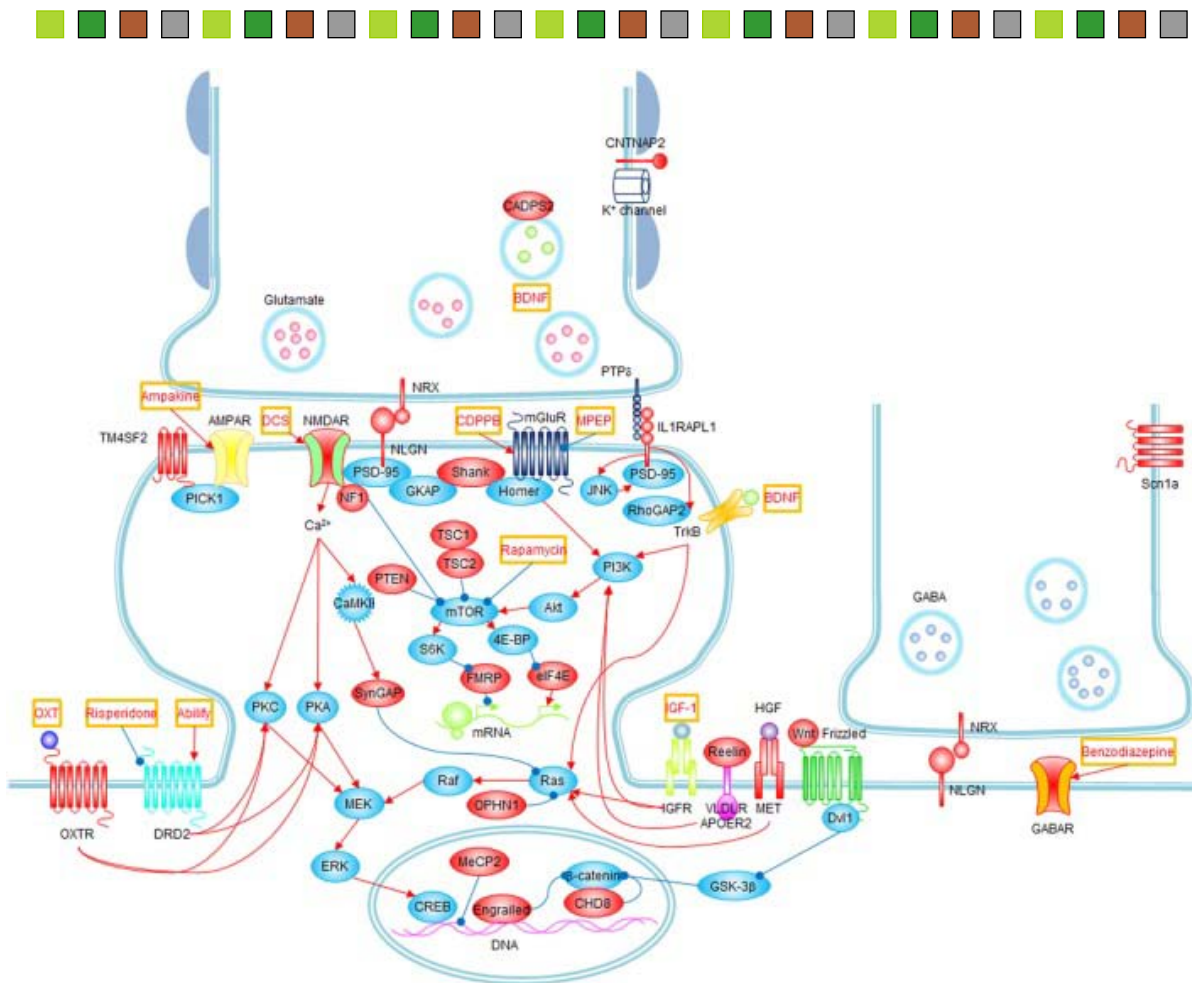 CNTNAP2
K⁺ channel
CADPS2
BDNF
Glutamate
PTPδ
NRX
Ampakine
AMPAR
DCS
NMDAR
CDPPB
mGluR
MPEP
IL1RAPL1
TM4SF2
NLGN
Scn1a
PSD-95
Shank
PSD-95
PICK1
NF1
GKAP
Homer
JNK
BDNF
RhoGAP2
TrkB
Ca²⁺
TSC1
TSC2
Rapamycin
PI3K
PTEN
CaMKII
mTOR
Akt
GABA
S6K
4E-BP
FMRP
eIF4E
SynGAP
OXT
Risperidone
Abilify
PKC
PKA
mRNA
IGF-1
HGF
Wnt
Frizzled
NRX
Reelin
Benzodiazepine
Raf
Ras
MEK
OPHN1
IGFR
VLDLR
APOER2
MET
NLGN
Dvl1
GABAR
OXTR
DRD2
ERK
MeCP2
β-catenin
GSK-3β
CREB
Engrailed
CHD8
DNA